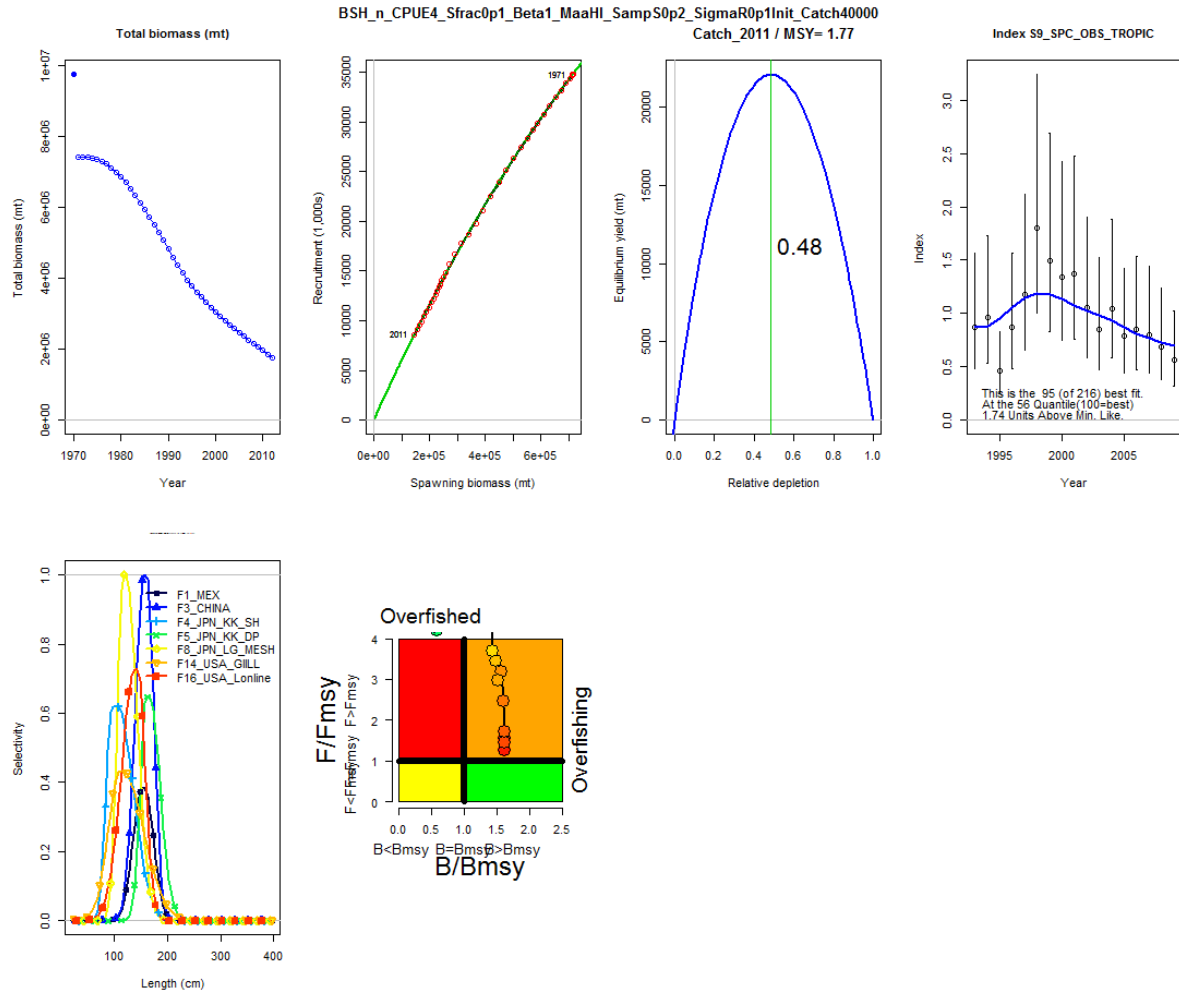 BSH_n_CPUE4_Sfrac0p1_Beta1_MaaHI_SampS0p2_SigmaR0p1Init_Catch40000
Total biomass (mt)
Catch_2011 / MSY= 1.77
Index S9_SPC_OBS_TROPIC
Total biomass (mt)
0e+00
2e+06
4e+06
6e+06
8e+06
1e+07
1970
1980
1990
2000
2010
Year
Recruitment (1,000s)
0
5000
10000
15000
20000
25000
30000
35000
1971
2011
0e+00
2e+05
4e+05
6e+05
Spawning biomass (mt)
Equilibrium yield (mt)
0
5000
10000
15000
20000
0.48
0.0
0.2
0.4
0.6
0.8
1.0
Relative depletion
Index
0.0
0.5
1.0
1.5
2.0
2.5
3.0
This is the 95 (of 216) best fit.
At the 56 Quantile(100=best)
1.74 Units Above Min. Like.
1995
2000
2005
Year
Selectivity
0.0
0.2
0.4
0.6
0.8
1.0
F1_MEX
F3_CHINA
F4_JPN_KK_SH
F5_JPN_KK_DP
F8_JPN_LG_MESH
F14_USA_GIILL
F16_USA_Lonline
100
200
300
400
Length (cm)
Overfished
F/Fmsy
F>Fmsy
0
1
2
3
4
Overfishing
0.0
0.5
1.0
1.5
2.0
2.5
B<Bmsy
B=Bmsy
B>Bmsy
B/Bmsy